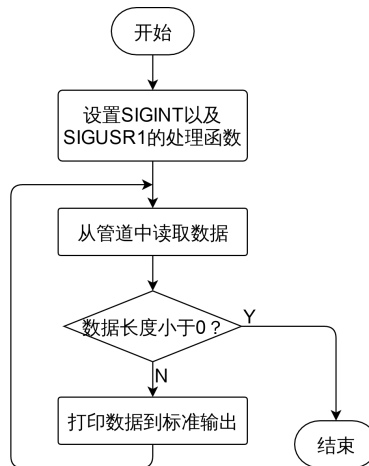 开始
设置SIGINT以及
SIGUSR1的处理函数
从管道中读取数据
数据长度小于0？
Y
N
打印数据到标准输出
结束